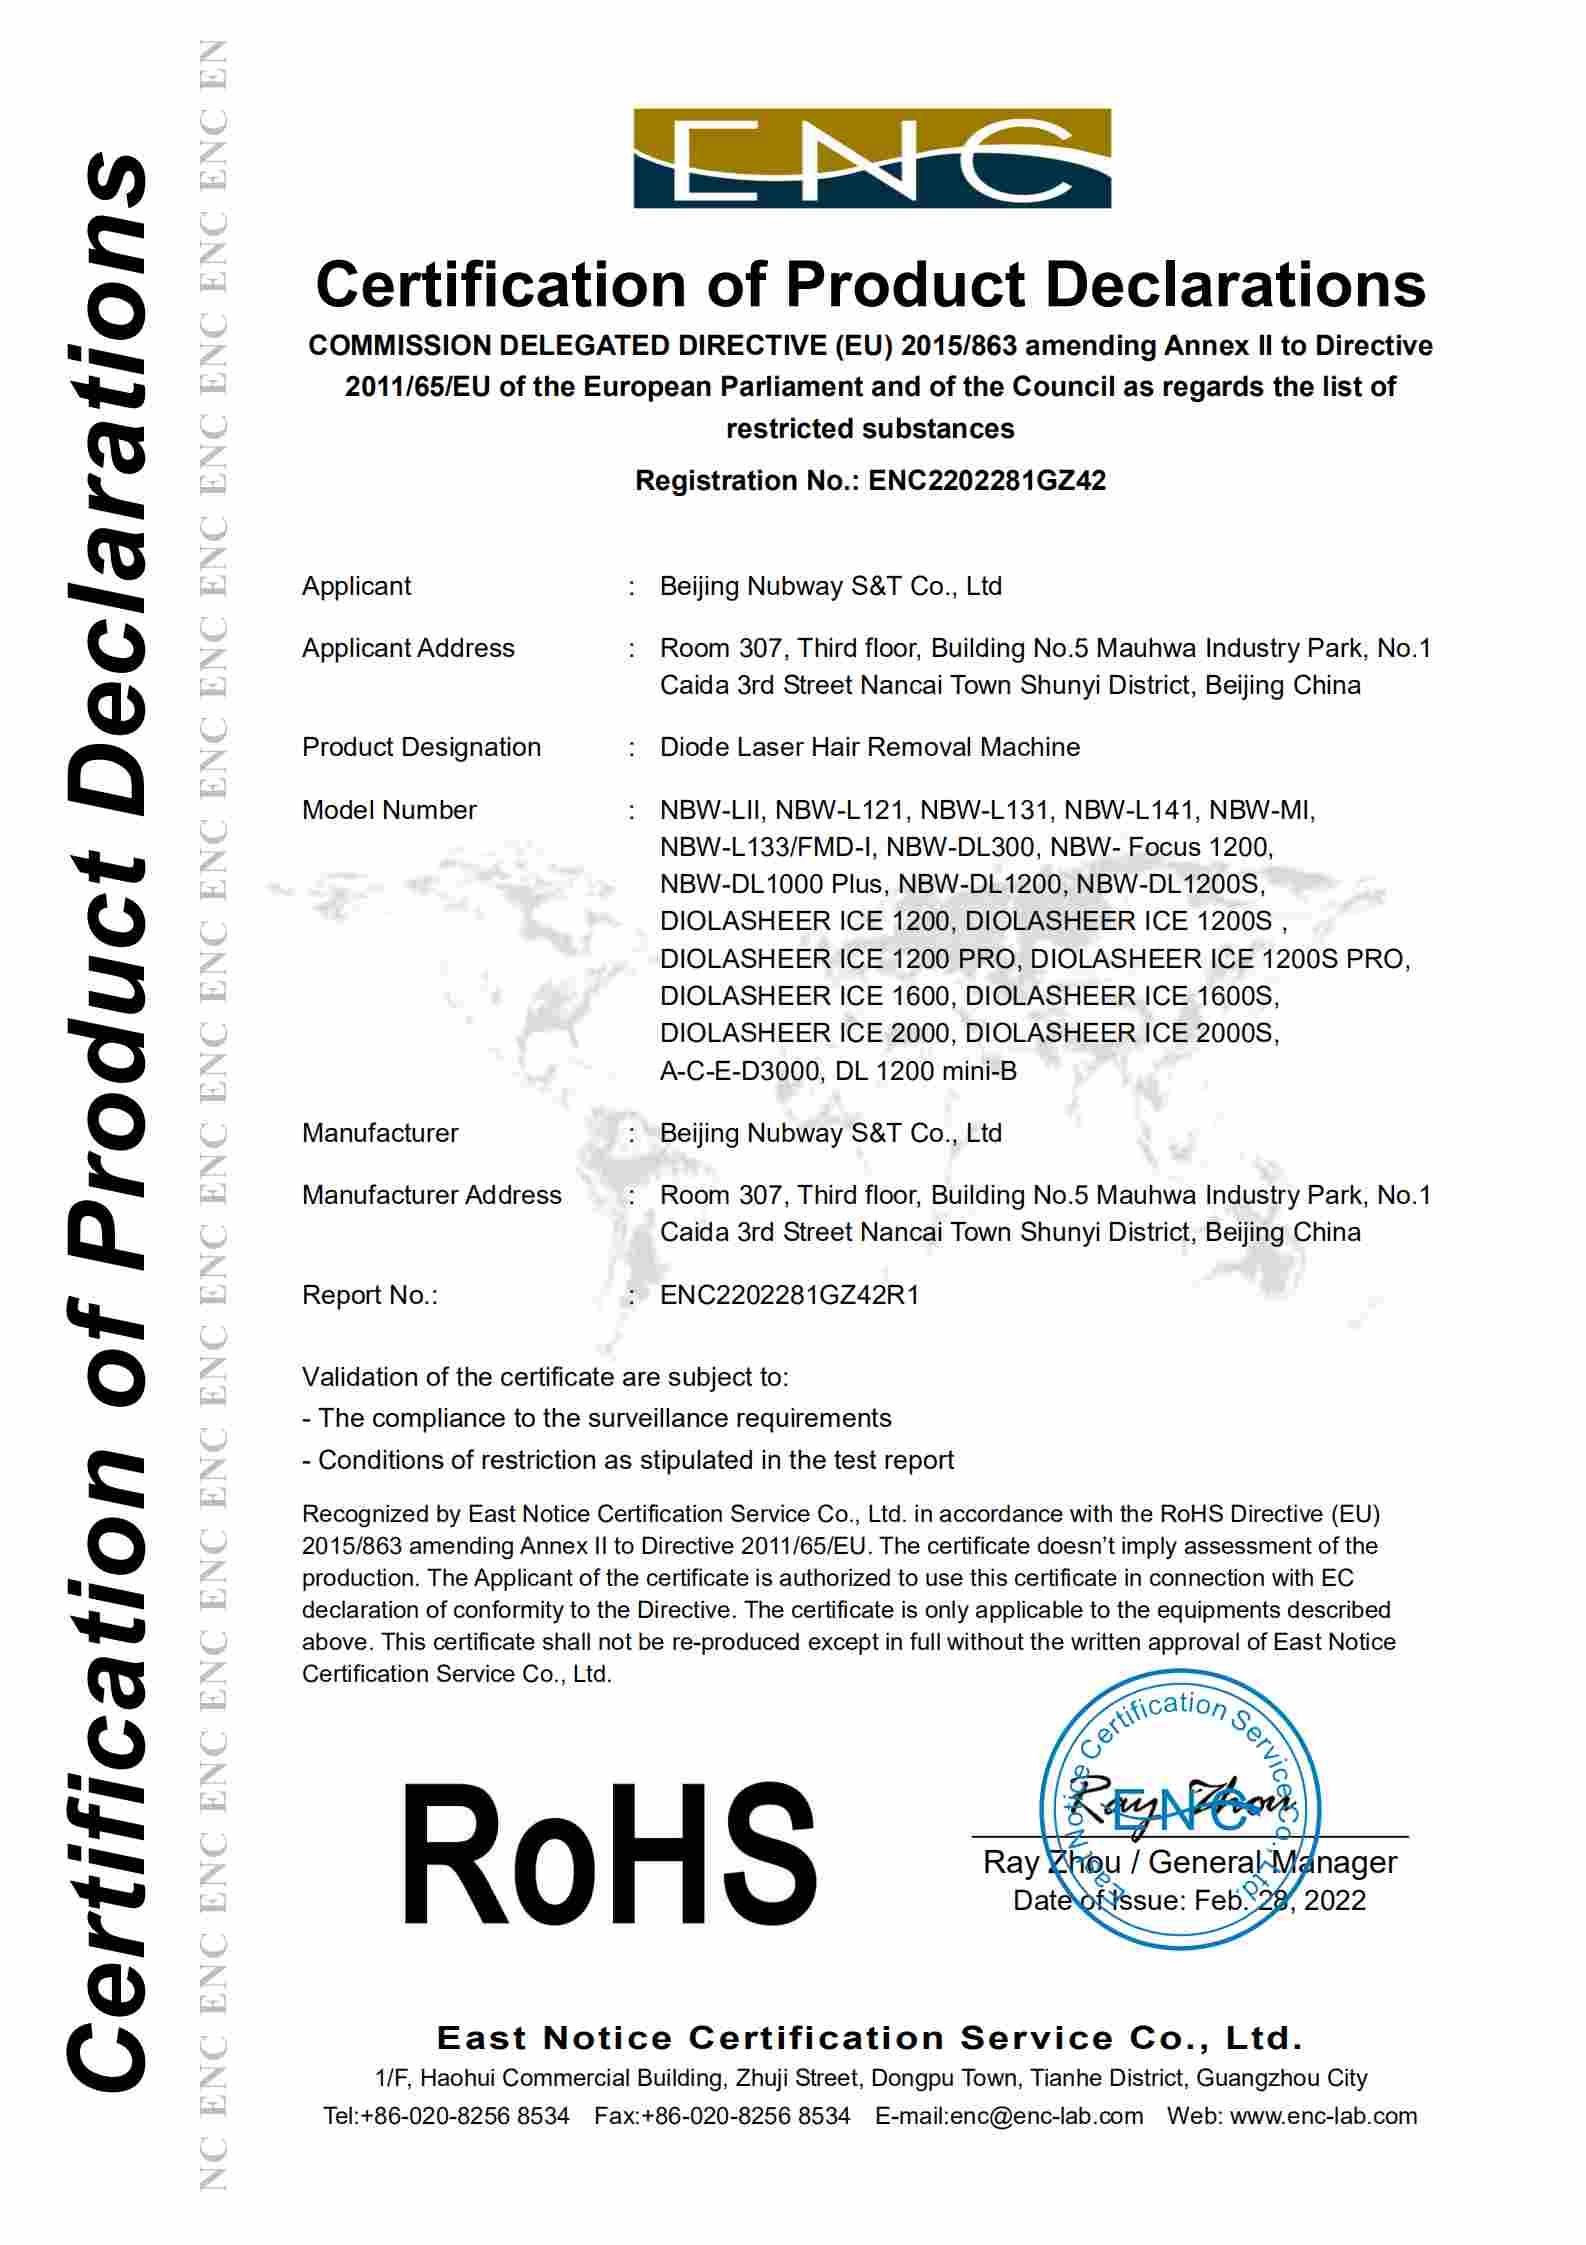 Certification of Product Declarations
NC ENC ENC ENC ENC ENC ENC ENC ENC ENC ENC ENC ENC ENC ENC ENC ENC ENC ENC ENC ENC EN
ENC
Certification of Product Declarations
COMMISSION DELEGATED DIRECTIVE (EU) 2015/863 amending Annex II to Directive
2011/65/EU of the European Parliament and of the Council as regards the list of
restricted substances
Registration No.: ENC2202281GZ42
Applicant : Beijing Nubway S&T Co., Ltd
Applicant Address : Room 307, Third floor, Building No.5 Mauhwa Industry Park, No.1
Caida 3rd Street Nancai Town Shunyi District, Beijing China
Product Designation : Diode Laser Hair Removal Machine
Model Number : NBW-LII, NBW-L121, NBW-L131, NBW-L141, NBW-MI,
NBW-L133/FMD-I, NBW-DL300, NBW- Focus 1200,
NBW-DL1000 Plus, NBW-DL1200, NBW-DL1200S,
DIOLASHEER ICE 1200, DIOLASHEER ICE 1200S ,
DIOLASHEER ICE 1200 PRO, DIOLASHEER ICE 1200S PRO,
DIOLASHEER ICE 1600, DIOLASHEER ICE 1600S,
DIOLASHEER ICE 2000, DIOLASHEER ICE 2000S,
A-C-E-D3000, DL 1200 mini-B
Manufacturer : Beijing Nubway S&T Co., Ltd
Manufacturer Address : Room 307, Third floor, Building No.5 Mauhwa Industry Park, No.1
Caida 3rd Street Nancai Town Shunyi District, Beijing China
Report No.: : ENC2202281GZ42R1
Validation of the certificate are subject to:
- The compliance to the surveillance requirements
- Conditions of restriction as stipulated in the test report
Recognized by East Notice Certification Service Co., Ltd. in accordance with the RoHS Directive (EU)
2015/863 amending Annex II to Directive 2011/65/EU. The certificate doesn’t imply assessment of the
production. The Applicant of the certificate is authorized to use this certificate in connection with EC
declaration of conformity to the Directive. The certificate is only applicable to the equipments described
above. This certificate shall not be re-produced except in full without the written approval of East Notice
Certification Service Co., Ltd.
RoHS
East Notice Certification Service Co., Ltd.
ENC
Ray Zhou
Ray Zhou / General Manager
Date of Issue: Feb. 28, 2022
East Notice Certification Service Co., Ltd.
1/F, Haohui Commercial Building, Zhuji Street, Dongpu Town, Tianhe District, Guangzhou City
Tel:+86-020-8256 8534 Fax:+86-020-8256 8534 E-mail:enc@enc-lab.com Web: www.enc-lab.com